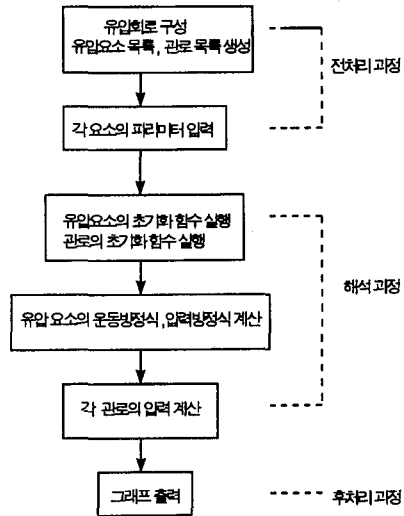 유압회로 구성
유압요소 목록, 관로 목록 생성
전처리 과정
각 요소의 파라미터 입력
유압요소의 초기화 함수 실행
관로의 초기화 함수 실행
해석 과정
유압 요소의 운동방정식, 압력방정식 계산
각 관로의 압력 계산
그래프 출력
후처리 과정